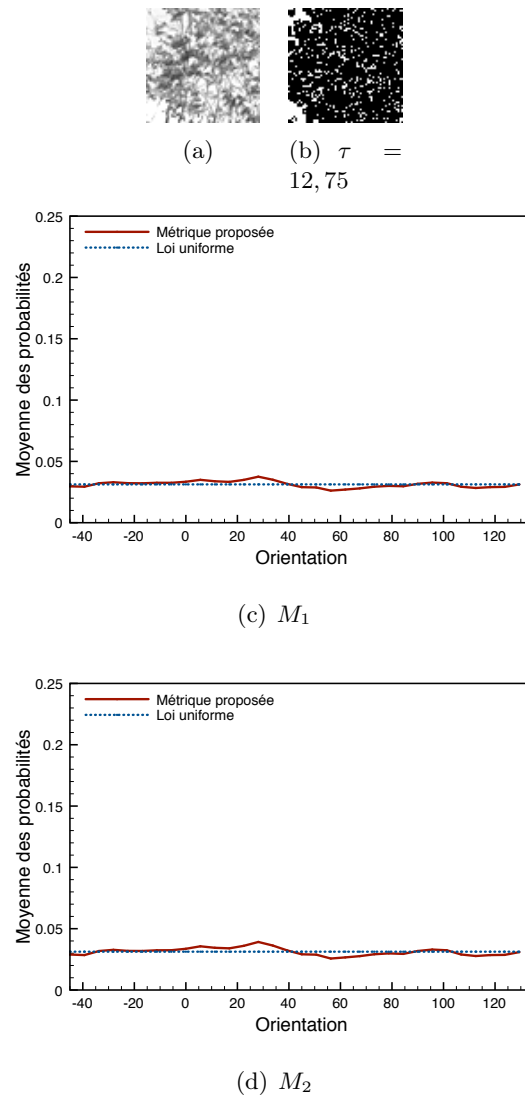 (a)
(b) τ =
12, 75
0.25
0.2
0.15
0.1
0.05
0
Moyenne des probabilités
Métrique proposée
Loi uniforme
-40 -20 0 20 40 60 80 100 120
Orientation
(c) M₁
0.25
0.2
0.15
0.1
0.05
0
Moyenne des probabilités
Métrique proposée
Loi uniforme
-40 -20 0 20 40 60 80 100 120
Orientation
(d) M₂